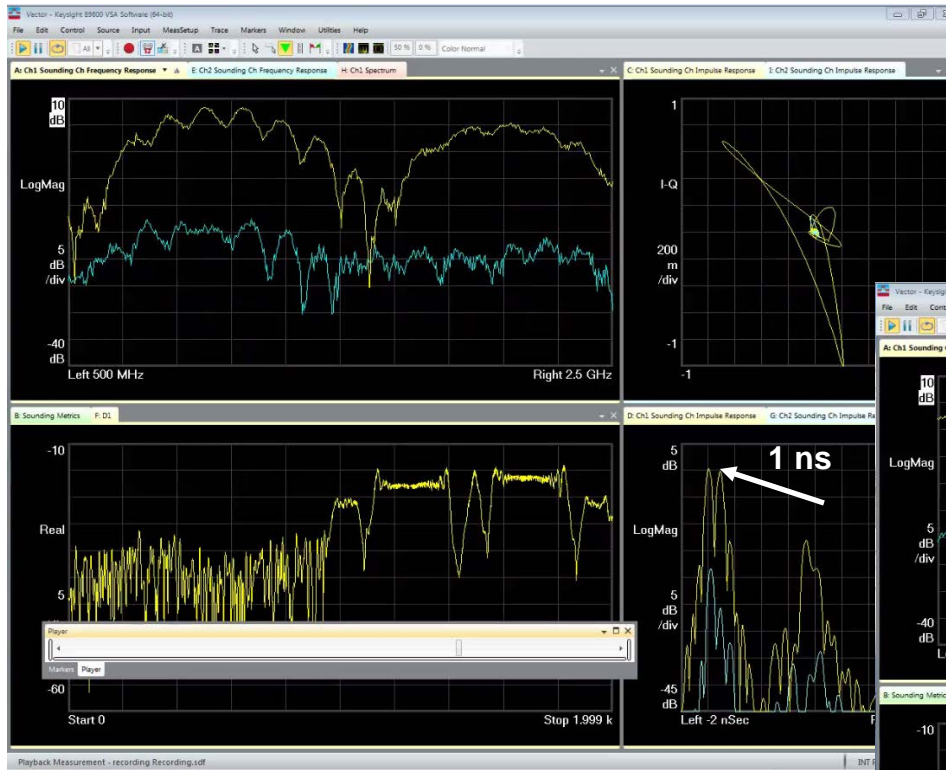 Vector - Keysight 89600 VSA Software (64-bit)
File Edit Control Source Input MeasSetup Trace Markers Window Utilities Help
All 50 % 0 % Color Normal
A: Ch1 Sounding Ch Frequency Response E: Ch2 Sounding Ch Frequency Response H: Ch1 Spectrum
10
dB
LogMag
5
dB
/div
-40
dB
Left 500 MHz Right 2.5 GHz
C: Ch1 Sounding Ch Impulse Response I: Ch2 Sounding Ch Impulse Response
1
I-Q
200
m
/div
-1
-1
B: Sounding Metrics F: D1
-10
Real
5
-60
Start 0 Stop 1.999 k
Player
Markers Player
D: Ch1 Sounding Ch Impulse Response G: Ch2 Sounding Ch Impulse Re
5
dB
1 ns
LogMag
5
dB
/div
-45
dB
Left -2 nSec
Vector - Keysig
File Edit Cont
A: Ch1 Sounding
10
dB
LogMag
5
dB
/div
-40
dB
L
B: Sounding Metric
-10
Playback Measurement - recording Recording.sdf
INT